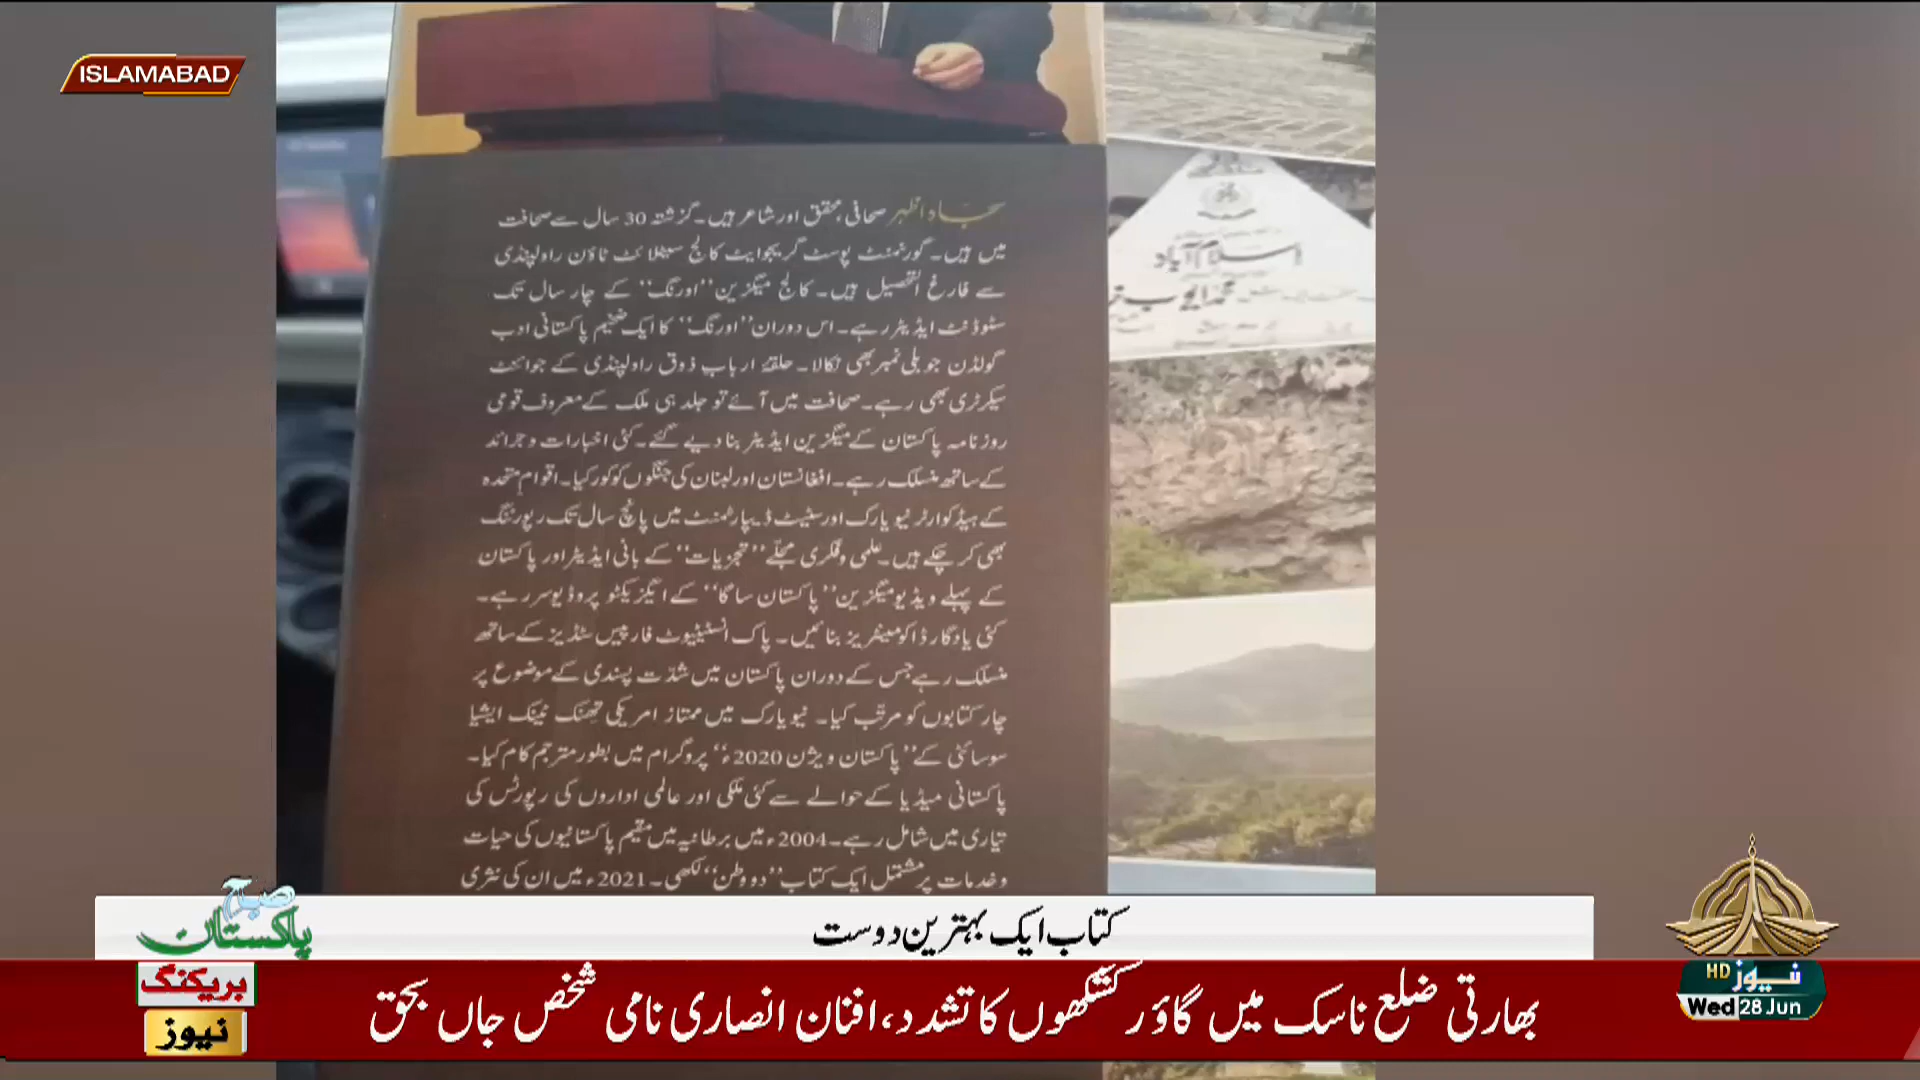 ISLAMABAD
سجاد اظہر صحافی، محقق اور شاعر ہیں۔ گزشتہ 30 سال سے صحافت
میں ہیں۔ گورنمنٹ پوسٹ گریجوایٹ کالج سیٹلائٹ ٹاؤن راولپنڈی
سے فارغ التحصیل ہیں۔ کالج میگزین ”اورنگ“ کے چار سال تک
سٹوڈنٹ ایڈیٹر رہے۔ اس دوران ”اورنگ“ کا ایک ضخیم پاکستانی ادب
گولڈن جوبلی نمبر بھی نکالا۔ حلقۂ ارباب ذوق راولپنڈی کے جوائنٹ
سیکرٹری بھی رہے۔ صحافت میں آئے تو جلد ہی ملک کے معروف قومی
روزنامہ پاکستان کے میگزین ایڈیٹر بنا دیے گئے۔ کئی اخبارات و جرائد
کے ساتھ منسلک رہے۔ افغانستان اور لبنان کی جنگوں کو کور کیا۔ اقوام متحدہ
کے ہیڈکوارٹر نیویارک اور سٹیٹ ڈیپارٹمنٹ میں پانچ سال تک رپورٹنگ
بھی کر چکے ہیں۔ علمی و فکری مجلّے ”تجزیات“ کے بانی ایڈیٹر اور پاکستان
کے پہلے ویڈیو میگزین ”پاکستان ساگا“ کے ایگزیکٹو پروڈیوسر رہے۔
کئی یادگار ڈاکومینٹریز بنائیں۔ پاک انسٹیٹیوٹ فار پیس سٹڈیز کے ساتھ
منسلک رہے جس کے دوران پاکستان میں شدّت پسندی کے موضوع پر
چار کتابوں کو مرتّب کیا۔ نیویارک میں ممتاز امریکی تھنک ٹینک ایشیا
سوسائٹی کے ”پاکستان ویژن 2020ء“ پروگرام میں بطور مترجم کام کیا۔
پاکستانی میڈیا کے حوالے سے کئی ملکی اور عالمی اداروں کی رپورٹس کی
تیاری میں شامل رہے۔ 2004ء میں برطانیہ میں مقیم پاکستانیوں کی حیات
و خدمات پر مشتمل ایک کتاب ”دو وطن“ لکھی۔ 2021ء میں ان کی نثری
اسلام آباد
محمد ایوب
صبح پاکستان
کتاب ایک بہترین دوست
بریکنگ نیوز
بھارتی ضلع ناسک میں گاؤ رکشکھوں کا تشدد، افنان انصاری نامی شخص جاں بحق
نیوز HD
Wed 28 Jun